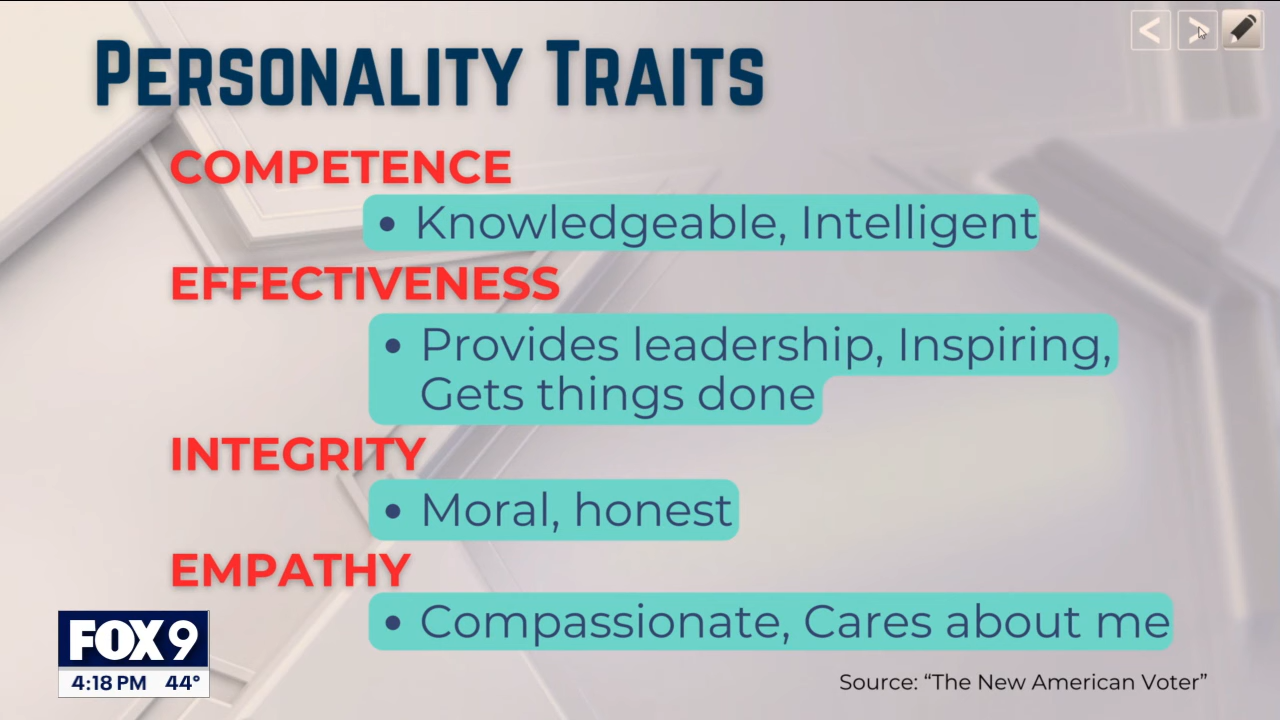 PERSONALITY TRAITS
COMPETENCE
• Knowledgeable, Intelligent
EFFECTIVENESS
• Provides leadership, Inspiring,
Gets things done
INTEGRITY
• Moral, honest
EMPATHY
• Compassionate, Cares about me
FOX 9
4:18 PM 44°
Source: “The New American Voter”